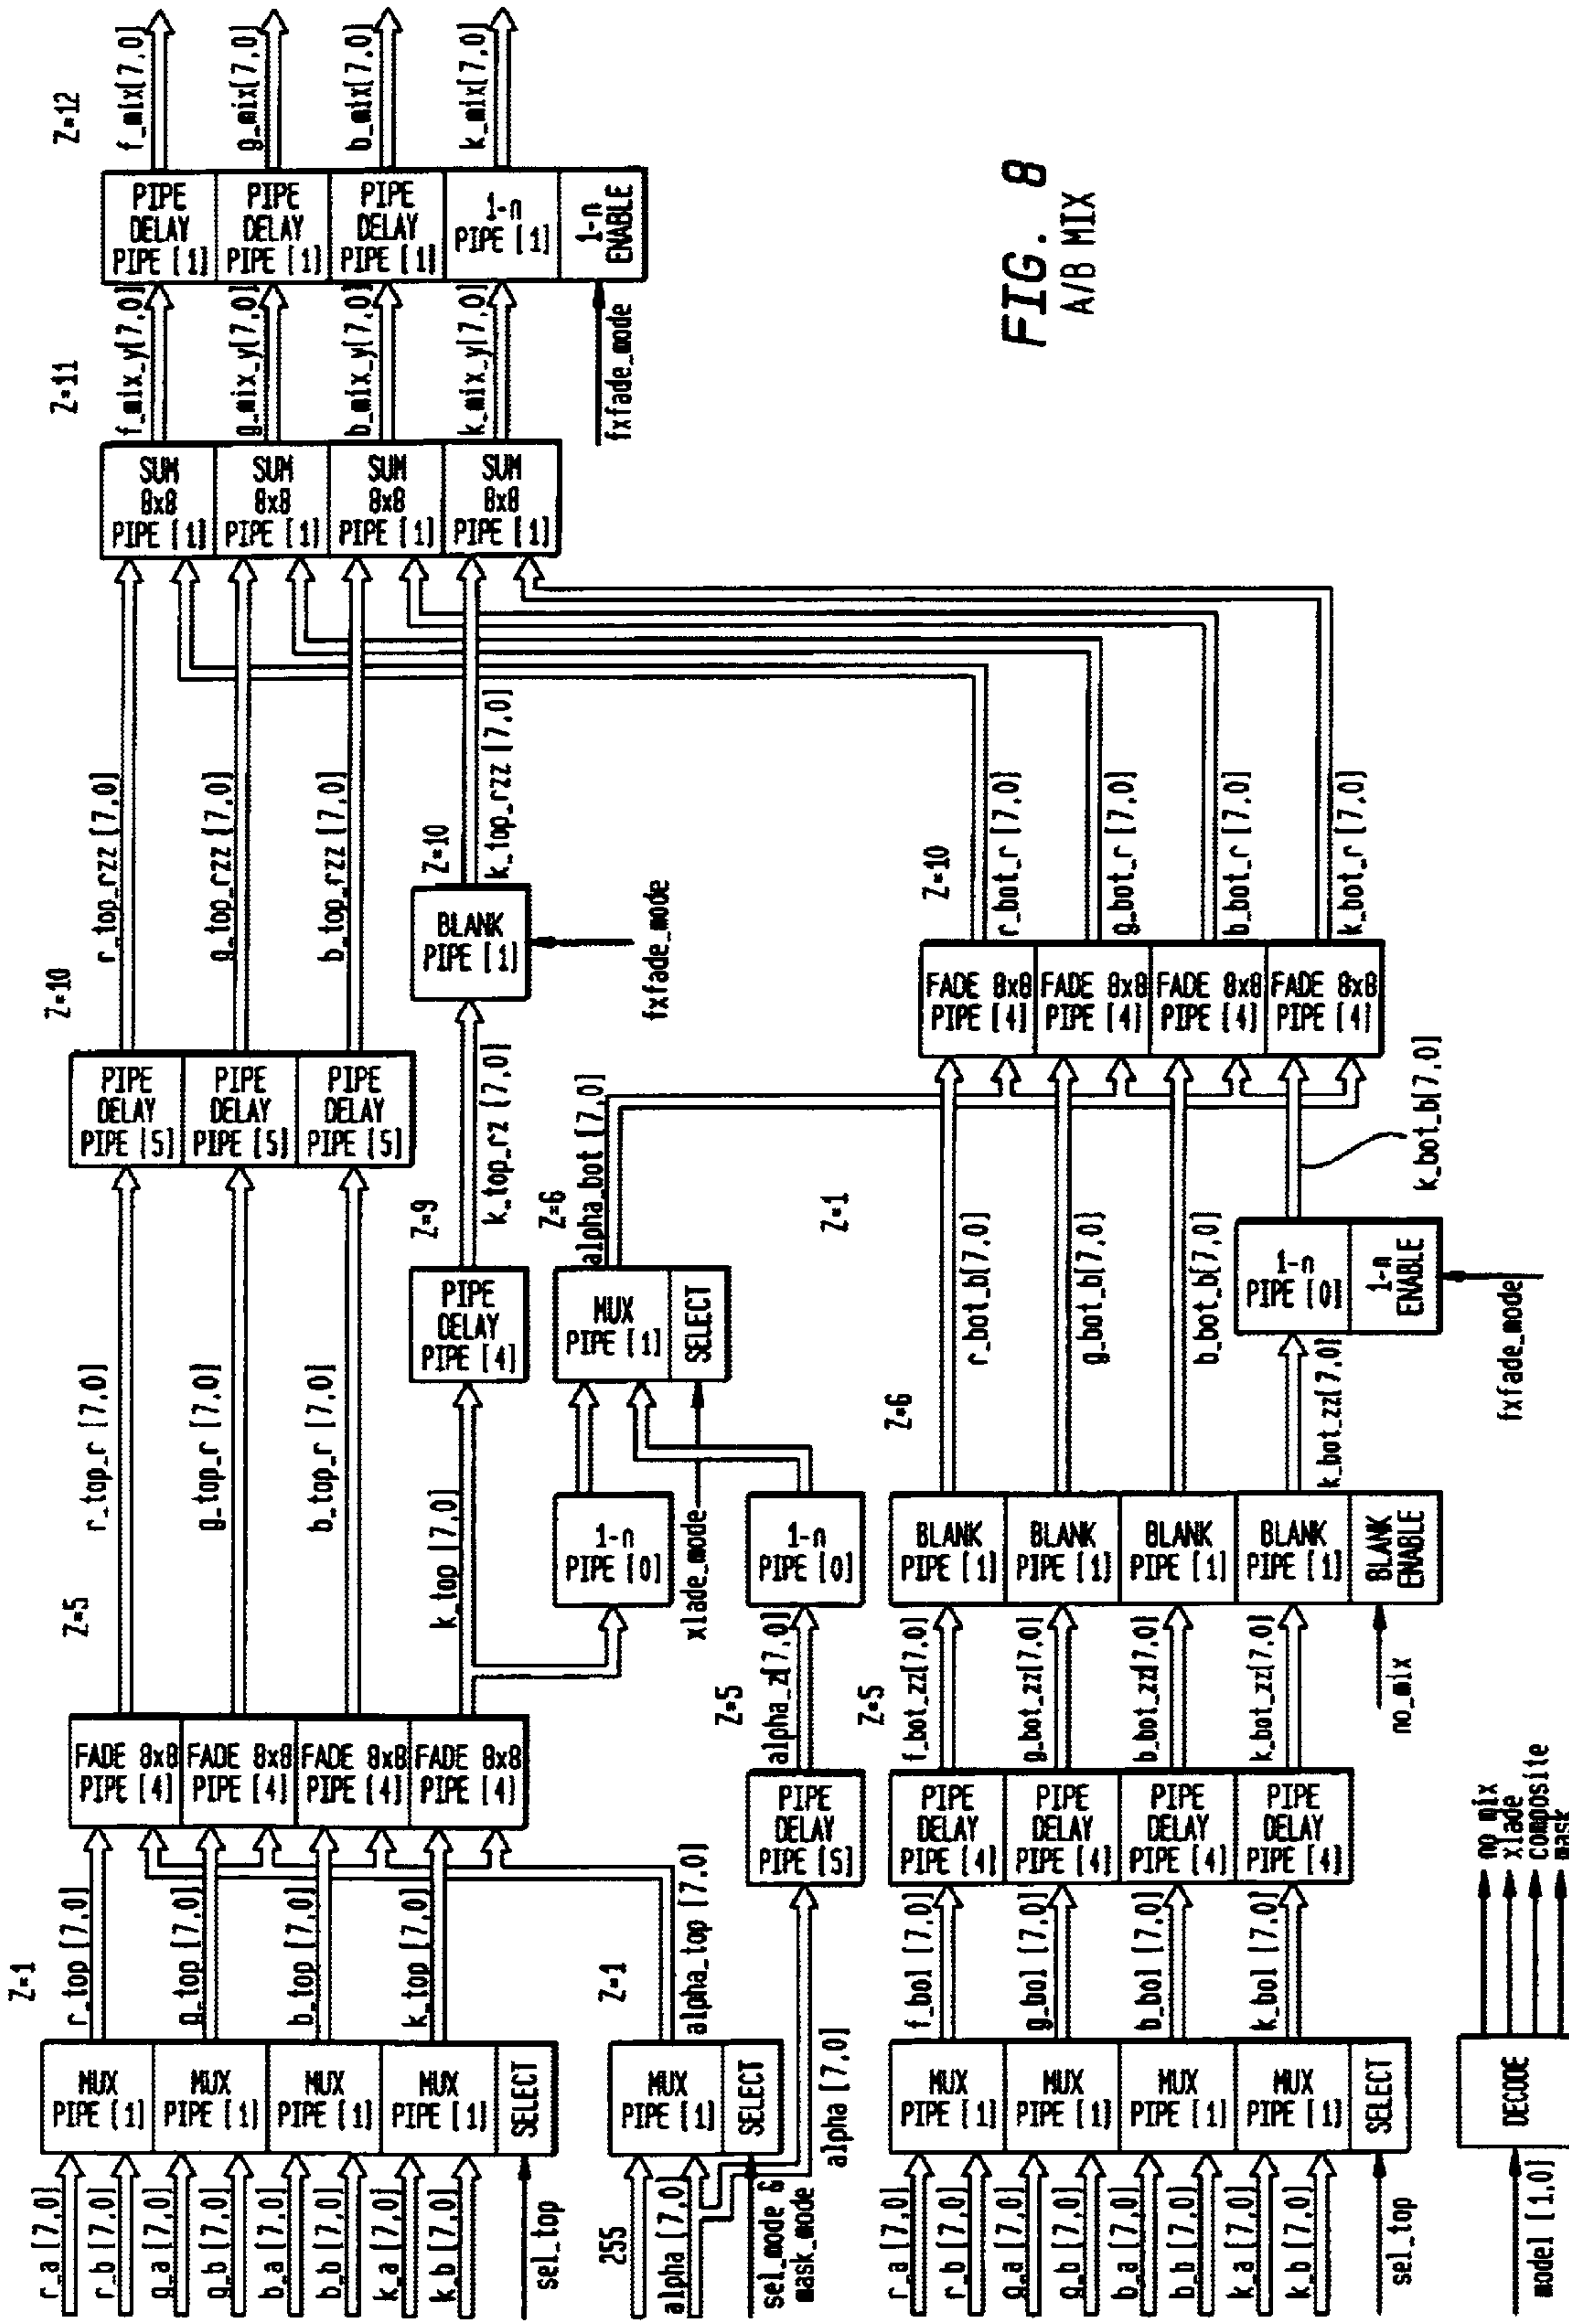 r_a [7,0]
r_b [7,0]
g_a [7,0]
g_b [7,0]
b_a [7,0]
b_b [7,0]
k_a [7,0]
k_b [7,0]
sel_top
MUX
PIPE [1]
MUX
PIPE [1]
MUX
PIPE [1]
MUX
PIPE [1]
SELECT
Z=1
r_top [7,0]
g_top [7,0]
b_top [7,0]
k_top [7,0]
FADE 8x8
PIPE [4]
FADE 8x8
PIPE [4]
FADE 8x8
PIPE [4]
FADE 8x8
PIPE [4]
Z=5
r_top_r [7,0]
g_top_r [7,0]
b_top_r [7,0]
k_top [7,0]
PIPE
DELAY
PIPE [5]
PIPE
DELAY
PIPE [5]
PIPE
DELAY
PIPE [5]
Z=10
r_top_rzz [7,0]
g_top_rzz [7,0]
b_top_rzz [7,0]
PIPE
DELAY
PIPE [4]
Z=9
k_top_rz [7,0]
BLANK
PIPE [1]
fxfade_mode
Z=10
k_top_rzz [7,0]
SUM
8x8
PIPE [1]
SUM
8x8
PIPE [1]
SUM
8x8
PIPE [1]
SUM
8x8
PIPE [1]
Z=11
f_mix_y[7,0]
g_mix_y[7,0]
b_mix_y[7,0]
k_mix_y[7,0]
fxfade_mode
PIPE
DELAY
PIPE [1]
PIPE
DELAY
PIPE [1]
PIPE
DELAY
PIPE [1]
1-n
PIPE [1]
1-n
ENABLE
Z=12
f_mix[7,0]
g_mix[7,0]
b_mix[7,0]
k_mix[7,0]
255
alpha [7,0]
sel_mode &
mask_mode
MUX
PIPE [1]
SELECT
Z=1
alpha_top [7,0]
alpha [7,0]
PIPE
DELAY
PIPE [5]
Z=5
alpha_z[7,0]
1-n
PIPE [0]
1-n
PIPE [0]
xlade_mode
MUX
PIPE [1]
SELECT
Z=6
alpha_bot [7,0]
r_a [7,0]
r_b [7,0]
g_a [7,0]
g_b [7,0]
b_a [7,0]
b_b [7,0]
k_a [7,0]
k_b [7,0]
sel_top
MUX
PIPE [1]
MUX
PIPE [1]
MUX
PIPE [1]
MUX
PIPE [1]
SELECT
f_bol [7,0]
g_bol [7,0]
b_bol [7,0]
k_bol [7,0]
PIPE
DELAY
PIPE [4]
PIPE
DELAY
PIPE [4]
PIPE
DELAY
PIPE [4]
PIPE
DELAY
PIPE [4]
Z=5
f_bot_zz[7,0]
g_bot_zz[7,0]
b_bot_zz[7,0]
k_bot_zz[7,0]
no_mix
BLANK
PIPE [1]
BLANK
PIPE [1]
BLANK
PIPE [1]
BLANK
PIPE [1]
BLANK
ENABLE
Z=6
k_bot_zz[7,0]
1-n
PIPE [0]
1-n
ENABLE
fxfade_mode
Z=1
r_bot_b[7,0]
g_bot_b[7,0]
b_bot_b[7,0]
k_bot_b[7,0]
FADE 8x8
PIPE [4]
FADE 8x8
PIPE [4]
FADE 8x8
PIPE [4]
FADE 8x8
PIPE [4]
Z=10
r_bot_r [7,0]
g_bot_r [7,0]
b_bot_r [7,0]
k_bot_r [7,0]
model [1,0]
DECODE
no mix
xlade
composite
mask
FIG. 8
A/B MIX